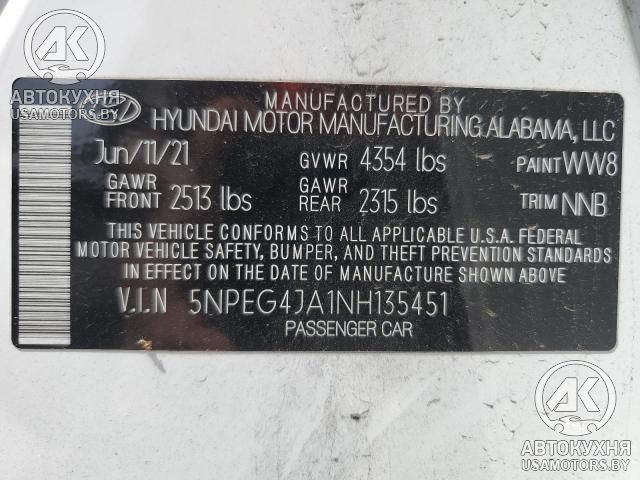 MANUFACTURED BY
HYUNDAI MOTOR MANUFACTURING ALABAMA, LLC
Jun/11/21 GVWR 4354 lbs PAINT WW8
GAWR FRONT 2513 lbs GAWR REAR 2315 lbs TRIM NNB
THIS VEHICLE CONFORMS TO ALL APPLICABLE U.S.A. FEDERAL
MOTOR VEHICLE SAFETY, BUMPER, AND THEFT PREVENTION STANDARDS
IN EFFECT ON THE DATE OF MANUFACTURE SHOWN ABOVE.
V.I.N 5NPEG4JA1NH135451
PASSENGER CAR
AK
АВТОКУХНЯ
USAMOTORS.BY
AK
АВТОКУХНЯ
USAMOTORS.BY